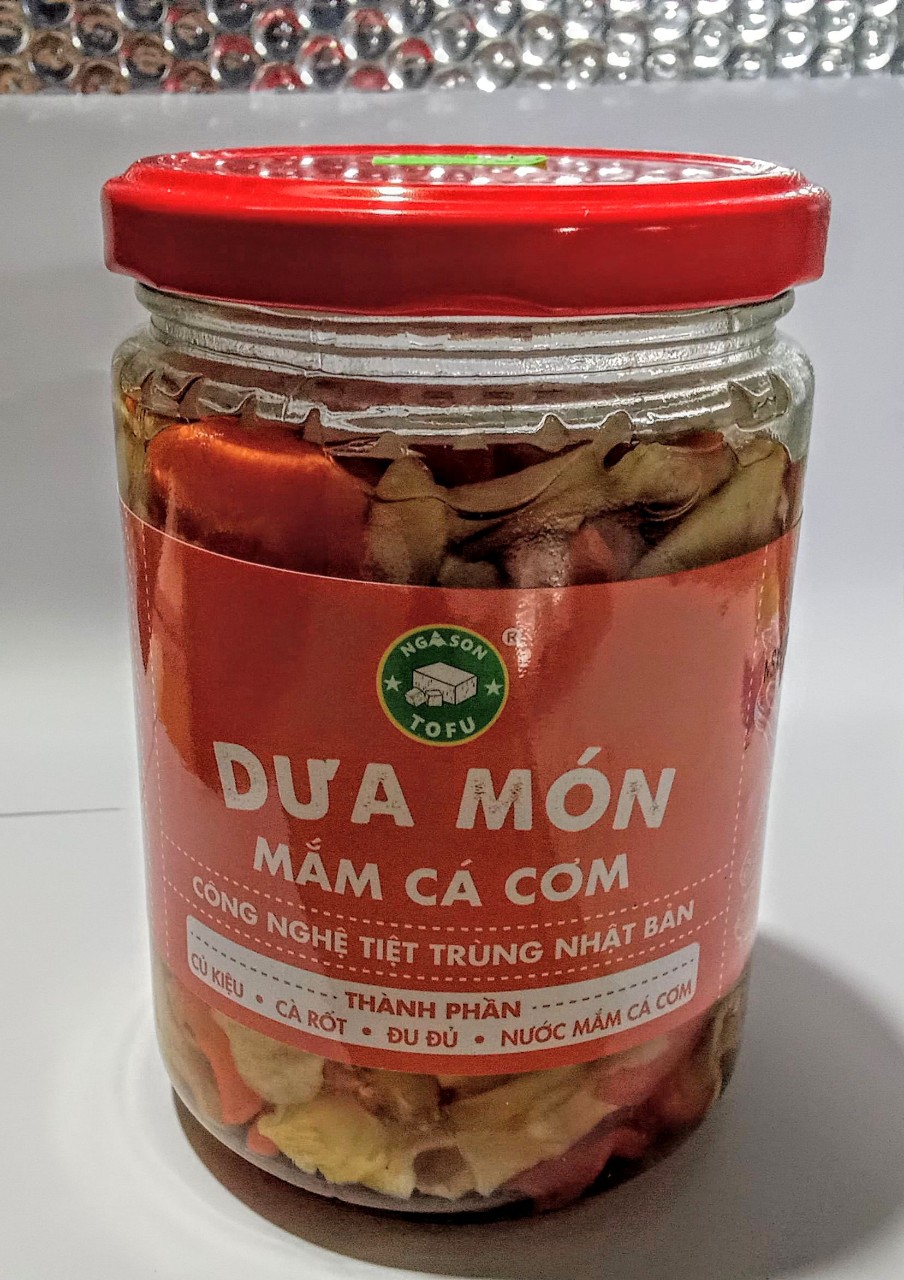 NGA SON
TOFU
®
DƯA MÓN
MẮM CÁ CƠM
CÔNG NGHỆ TIỆT TRÙNG NHẬT BẢN
THÀNH PHẦN
CỦ KIỆU • CÀ RỐT • ĐU ĐỦ • NƯỚC MẮM CÁ CƠM